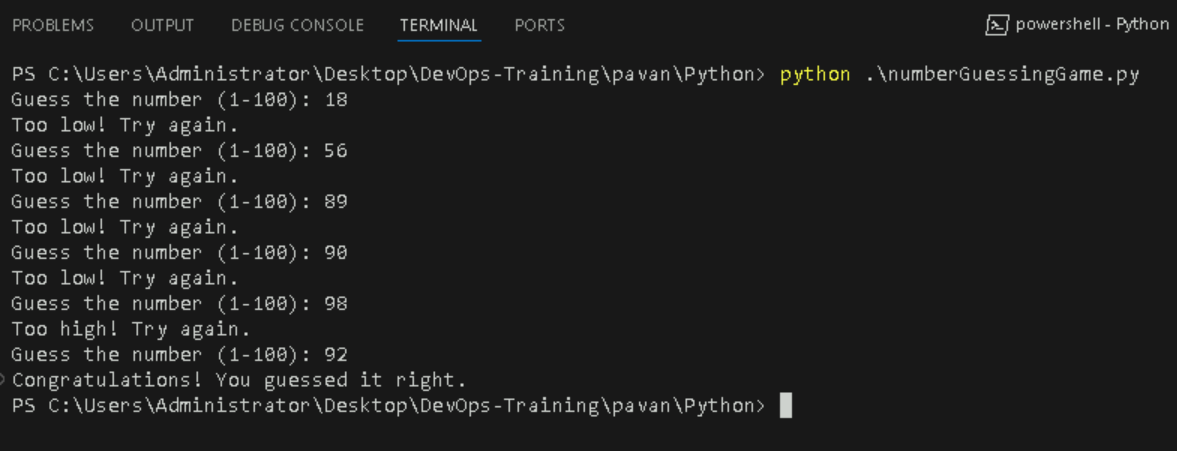 PROBLEMS OUTPUT DEBUG CONSOLE TERMINAL PORTS powershell - Python
PS C:\Users\Administrator\Desktop\DevOps-Training\pavan\Python> python .\numberGuessingGame.py
Guess the number (1-100): 18
Too low! Try again.
Guess the number (1-100): 56
Too low! Try again.
Guess the number (1-100): 89
Too low! Try again.
Guess the number (1-100): 90
Too low! Try again.
Guess the number (1-100): 98
Too high! Try again.
Guess the number (1-100): 92
Congratulations! You guessed it right.
PS C:\Users\Administrator\Desktop\DevOps-Training\pavan\Python>